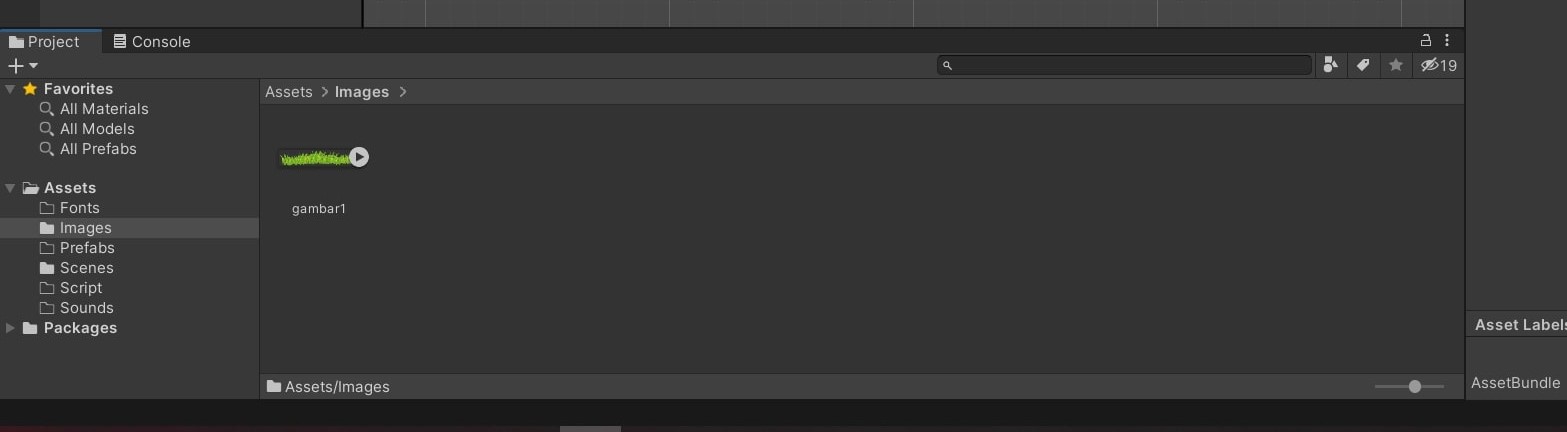 Project Console
19
Favorites
All Materials
All Models
All Prefabs
Assets
Fonts
Images
Prefabs
Scenes
Script
Sounds
Packages
Assets > Images >
gambar1
Assets/Images
Asset Labels
AssetBundle